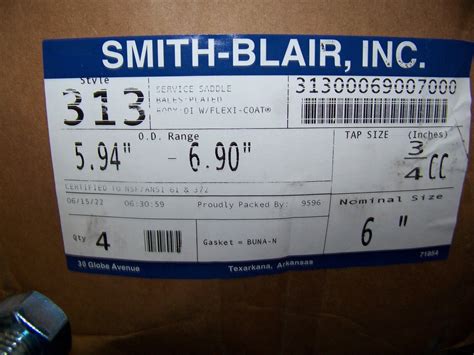 SMITH-BLAIR, INC.
Style
313
SERVICE SADDLE
BALES-PLATED
BODY-DI W/FLEXI-COAT®
31300069007000
O.D. Range
5.94" - 6.90"
TAP SIZE (Inches)
3/4 CC
CERTIFIED TO NSF/ANSI 61 & 372
06/15/22 06:30:59 Proudly Packed By: 9596
Nominal Size
6 "
Qty 4
Gasket = BUNA-N
30 Globe Avenue
Texarkana, Arkansas
7185A